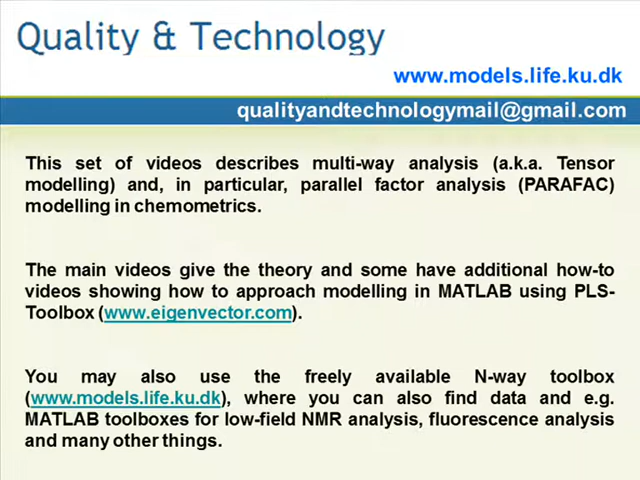 Quality & Technology
www.models.life.ku.dk
qualityandtechnologymail@gmail.com
This set of videos describes multi-way analysis (a.k.a. Tensor
modelling) and, in particular, parallel factor analysis (PARAFAC)
modelling in chemometrics.
The main videos give the theory and some have additional how-to
videos showing how to approach modelling in MATLAB using PLS-
Toolbox (www.eigenvector.com).
You may also use the freely available N-way toolbox
(www.models.life.ku.dk), where you can also find data and e.g.
MATLAB toolboxes for low-field NMR analysis, fluorescence analysis
and many other things.